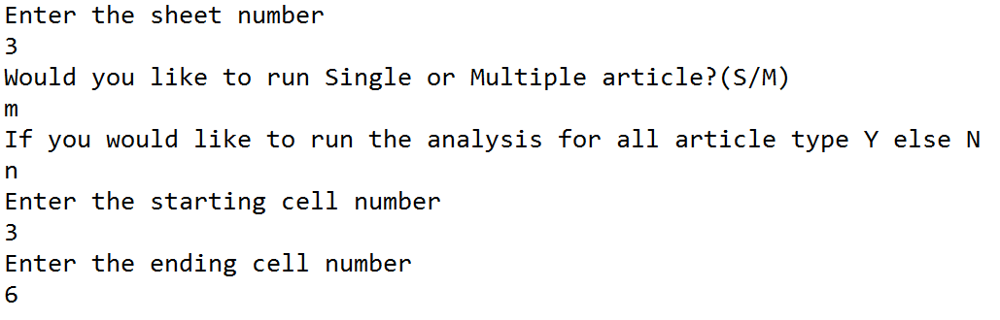 Enter the sheet number
3
Would you like to run Single or Multiple article?(S/M)
m
If you would like to run the analysis for all article type Y else N
n
Enter the starting cell number
3
Enter the ending cell number
6